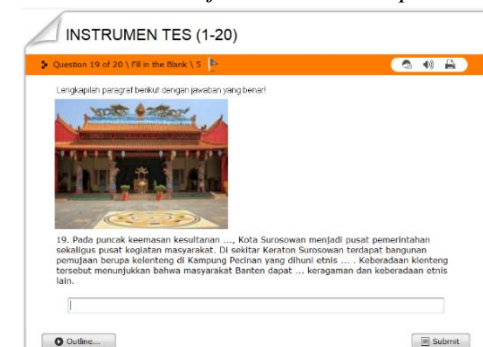 INSTRUMEN TES (1-20)
Question 19 of 20 \ Fill in the Blank \ 5
Lengkapilah paragraf berikut dengan jawaban yang benar!
19. Pada puncak keemasan kesultanan ..., Kota Surosowan menjadi pusat pemerintahan
sekaligus pusat kegiatan masyarakat. Di sekitar Keraton Surosowan terdapat bangunan
pemujaan berupa kelenteng di Kampung Pecinan yang dihuni etnis ... . Keberadaan klenteng
tersebut menunjukkan bahwa masyarakat Banten dapat ... keragaman dan keberadaan etnis
lain.
Outline...
Submit